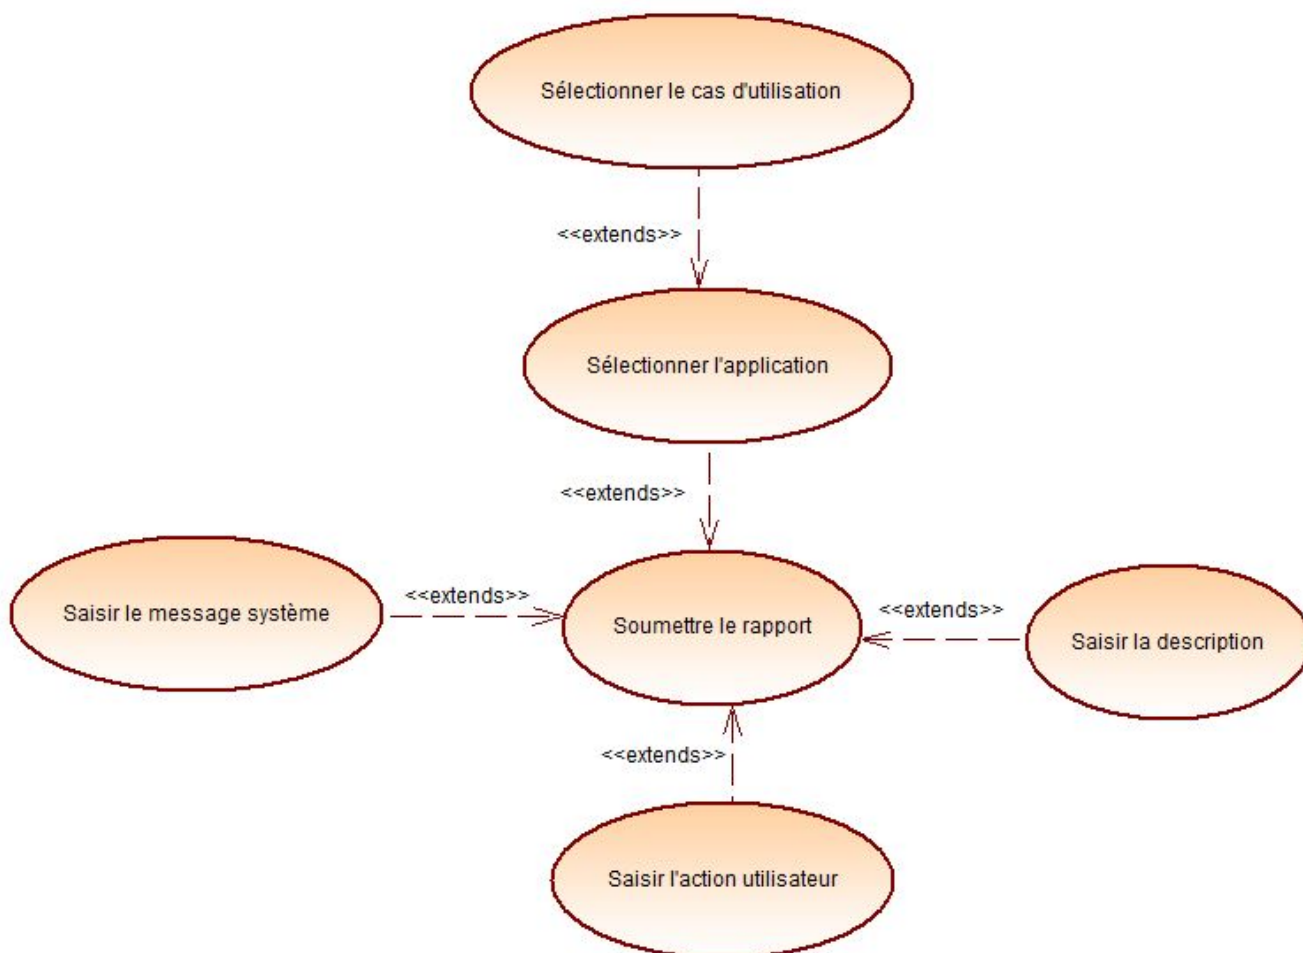 Sélectionner le cas d'utilisation
<<extends>>
Sélectionner l'application
<<extends>>
Saisir le message système
<<extends>>
Soumettre le rapport
<<extends>>
Saisir la description
<<extends>>
Saisir l'action utilisateur